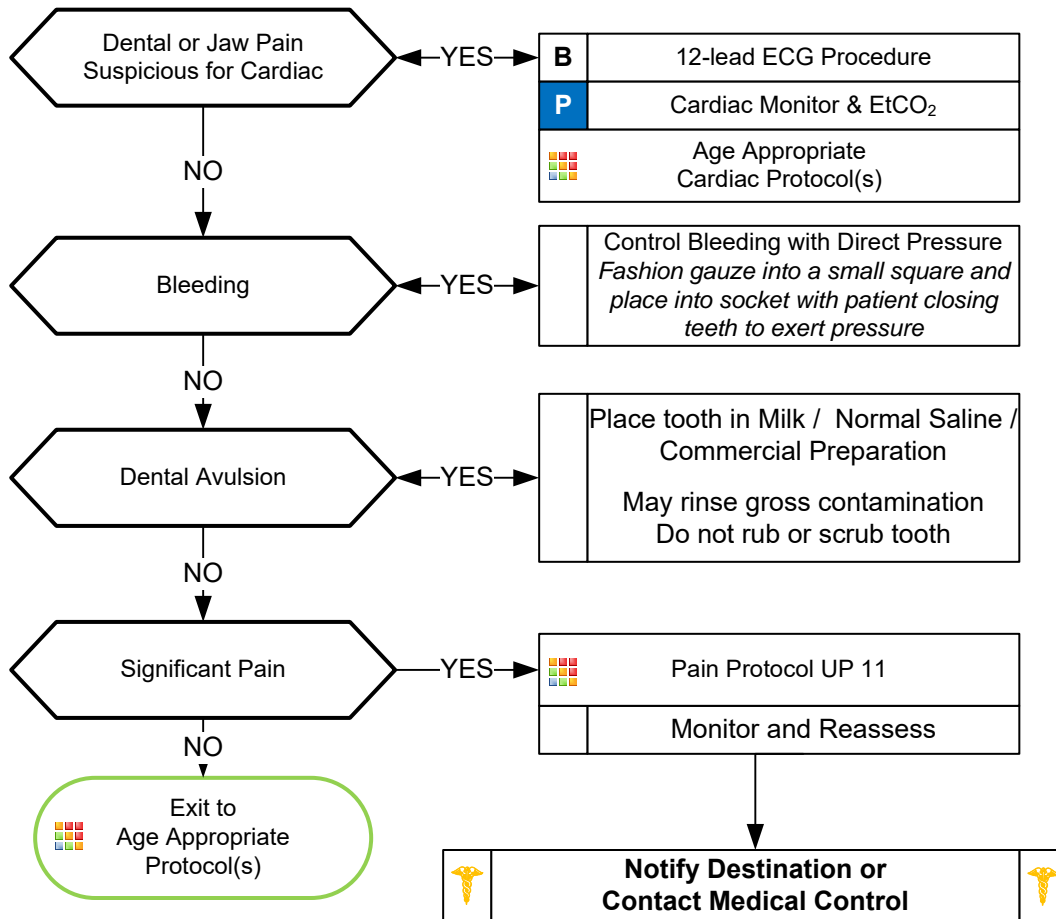 Dental or Jaw Pain
Suspicious for Cardiac
YES
B
12-lead ECG Procedure
P
Cardiac Monitor & EtCO₂
Age Appropriate
Cardiac Protocol(s)
NO
Bleeding
YES
Control Bleeding with Direct Pressure
Fashion gauze into a small square and
place into socket with patient closing
teeth to exert pressure
NO
Dental Avulsion
YES
Place tooth in Milk / Normal Saline /
Commercial Preparation
May rinse gross contamination
Do not rub or scrub tooth
NO
Significant Pain
YES
Pain Protocol UP 11
Monitor and Reassess
NO
Exit to
Age Appropriate
Protocol(s)
Notify Destination or
Contact Medical Control